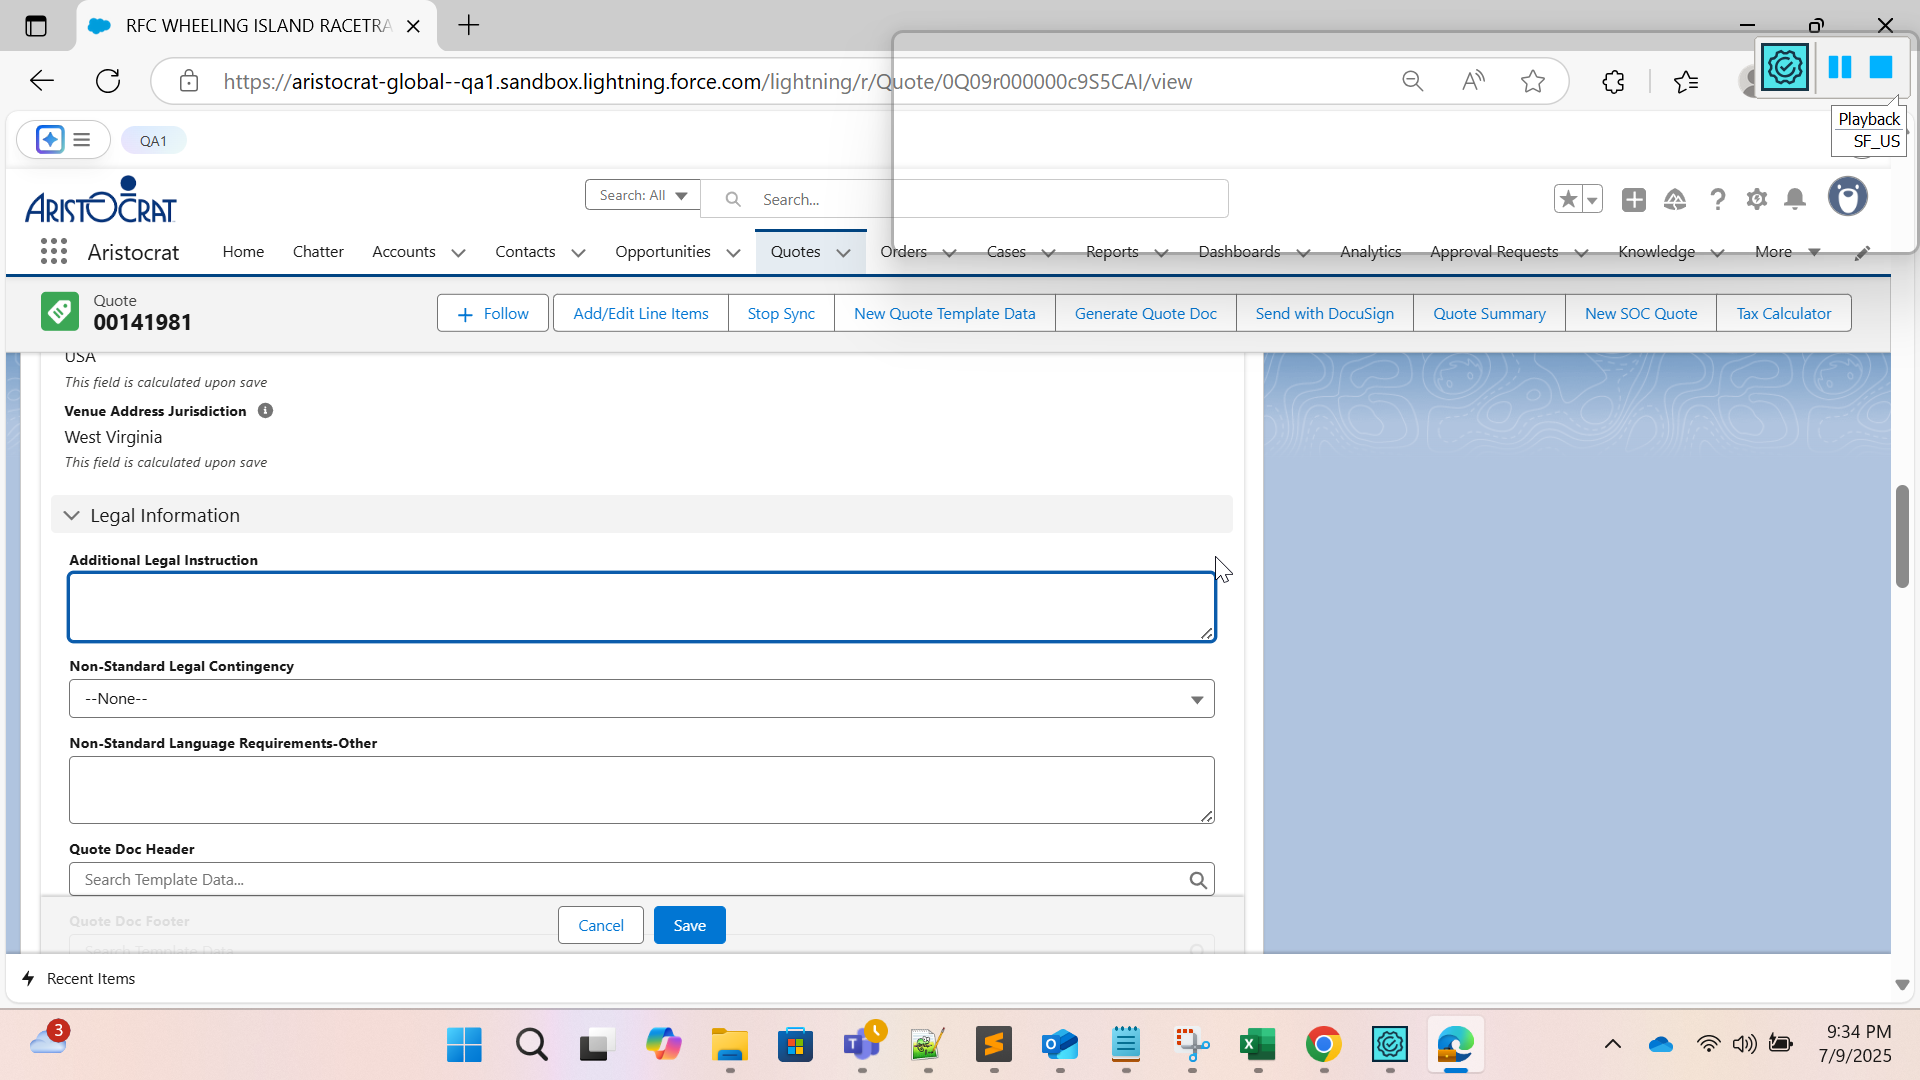 RFC WHEELING ISLAND RACETRA
https://aristocrat-global--qa1.sandbox.lightning.force.com/lightning/r/Quote/0Q09r000000c9S5CAI/view
Playback
SF_US
QA1
ARISTOCRAT
Search: All
Search...
Aristocrat
Home
Chatter
Accounts
Contacts
Opportunities
Quotes
Orders
Cases
Reports
Dashboards
Analytics
Approval Requests
Knowledge
More
Quote
00141981
Follow
Add/Edit Line Items
Stop Sync
New Quote Template Data
Generate Quote Doc
Send with DocuSign
Quote Summary
New SOC Quote
Tax Calculator
USA
This field is calculated upon save
Venue Address Jurisdiction
West Virginia
This field is calculated upon save
Legal Information
Additional Legal Instruction
Non-Standard Legal Contingency
--None--
Non-Standard Language Requirements-Other
Quote Doc Header
Search Template Data...
Quote Doc Footer
Search Template Data...
Cancel
Save
Recent Items
3
9:34 PM
7/9/2025